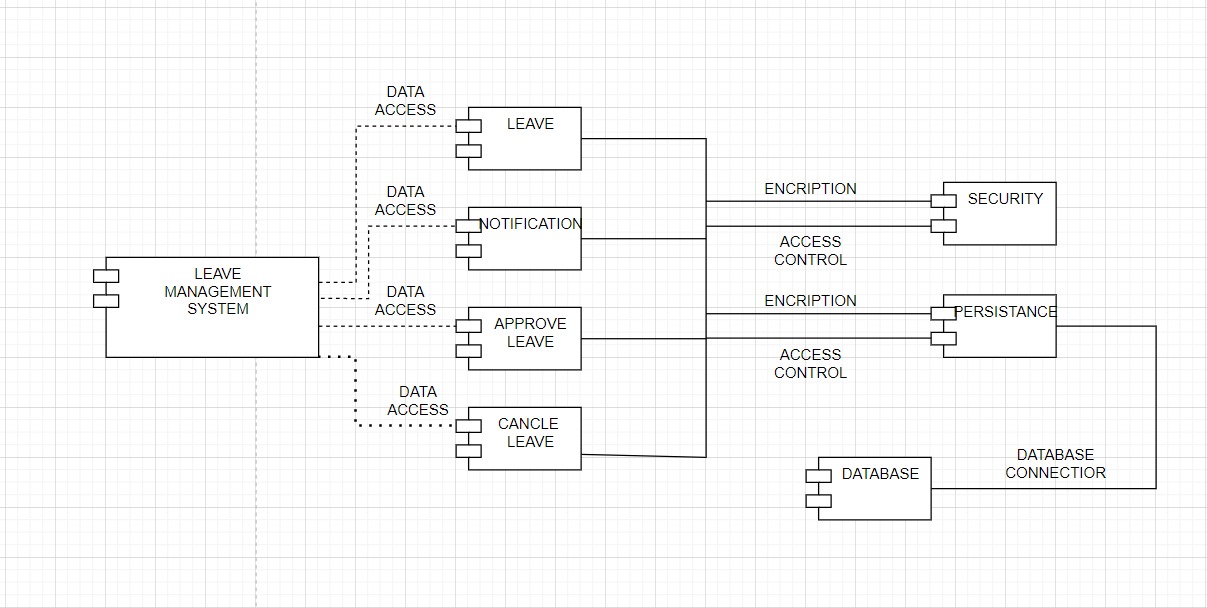 DATA
ACCESS
LEAVE
DATA
ACCESS
NOTIFICATION
LEAVE
MANAGEMENT
SYSTEM
DATA
ACCESS
APPROVE
LEAVE
DATA
ACCESS
CANCLE
LEAVE
ENCRIPTION
SECURITY
ACCESS
CONTROL
ENCRIPTION
PERSISTANCE
ACCESS
CONTROL
DATABASE
CONNECTIOR
DATABASE